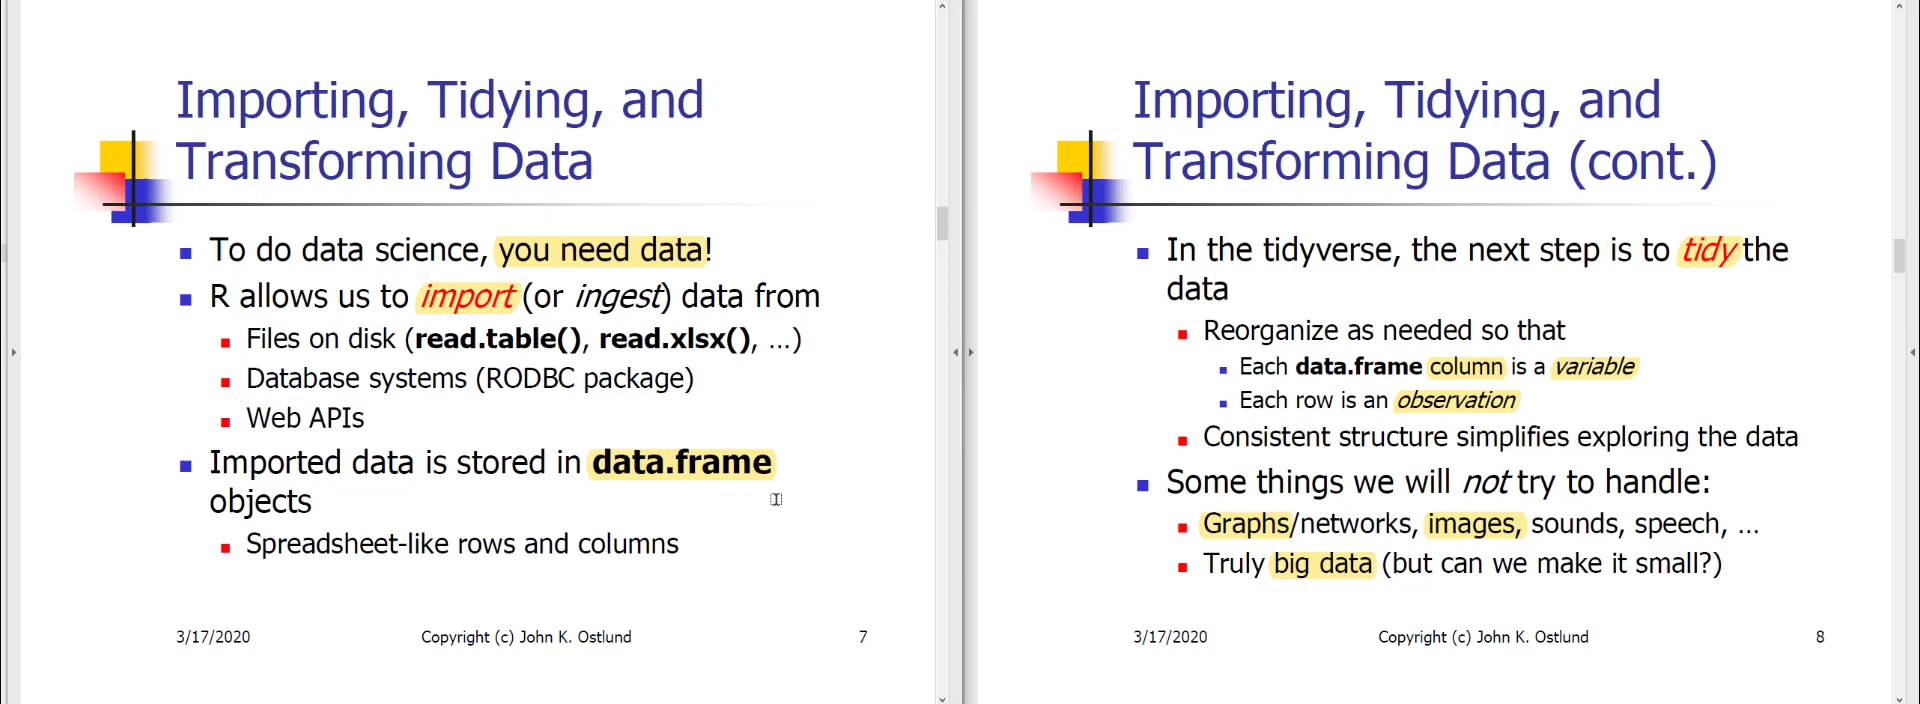 Importing, Tidying, and
Transforming Data
To do data science, you need data!
R allows us to import (or ingest) data from
Files on disk (read.table(), read.xlsx(), ...)
Database systems (RODBC package)
Web APIs
Imported data is stored in data.frame
objects
Spreadsheet-like rows and columns
3/17/2020 Copyright (c) John K. Ostlund 7
Importing, Tidying, and
Transforming Data (cont.)
In the tidyverse, the next step is to tidy the
data
Reorganize as needed so that
Each data.frame column is a variable
Each row is an observation
Consistent structure simplifies exploring the data
Some things we will not try to handle:
Graphs/networks, images, sounds, speech, ...
Truly big data (but can we make it small?)
3/17/2020 Copyright (c) John K. Ostlund 8